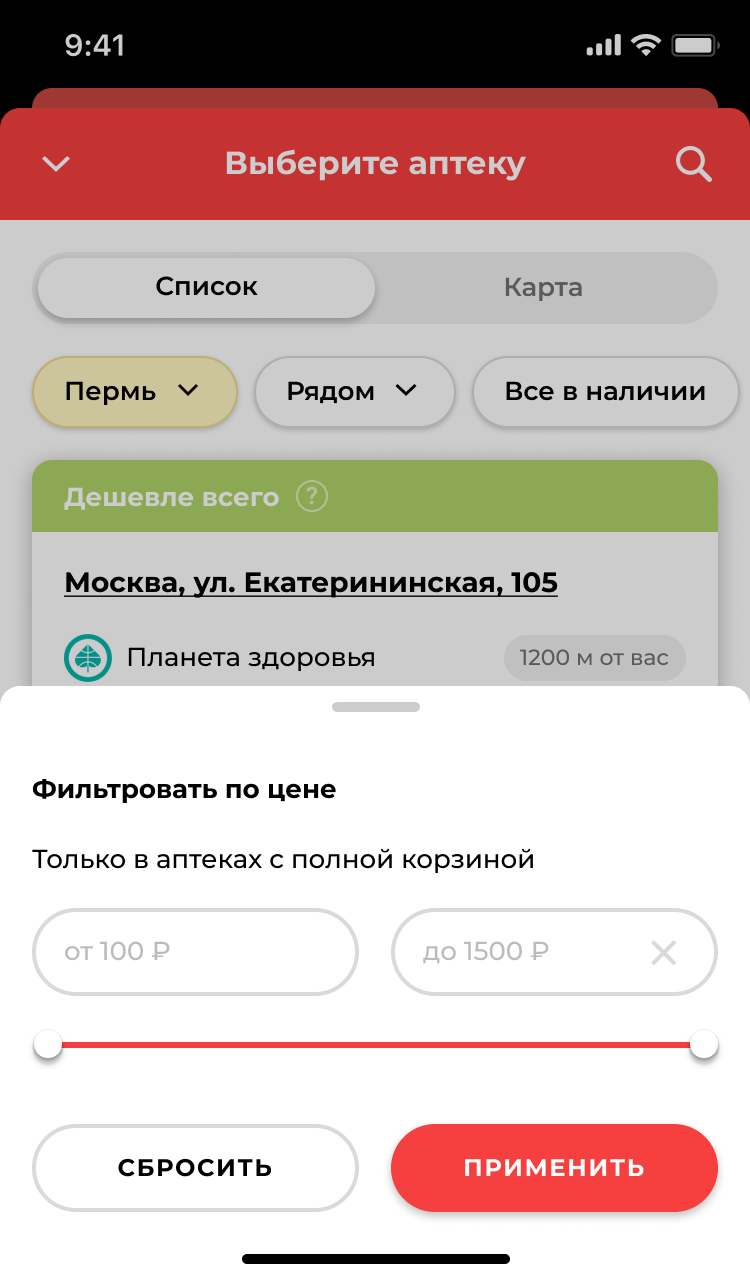 9:41
Выберите аптеку
Список
Карта
Пермь
Рядом
Все в наличии
Дешевле всего ?
Москва, ул. Екатерининская, 105
Планета здоровья
1200 м от вас
Фильтровать по цене
Только в аптеках с полной корзиной
от 100 ₽
до 1500 ₽
СБРОСИТЬ
ПРИМЕНИТЬ